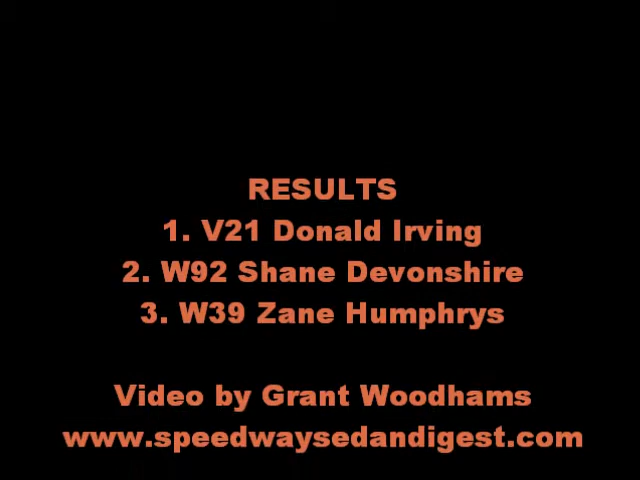 RESULTS
1. V21 Donald Irving
2. W92 Shane Devonshire
3. W39 Zane Humphrys
Video by Grant Woodhams
www.speedwaysedandigest.com